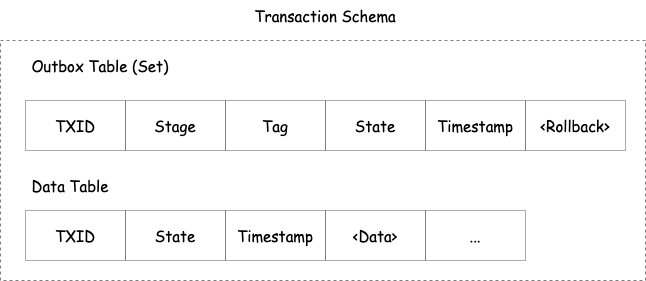 Transaction Schema
Outbox Table (Set)
TXID Stage Tag State Timestamp <Rollback>
Data Table
TXID State Timestamp <Data> ...